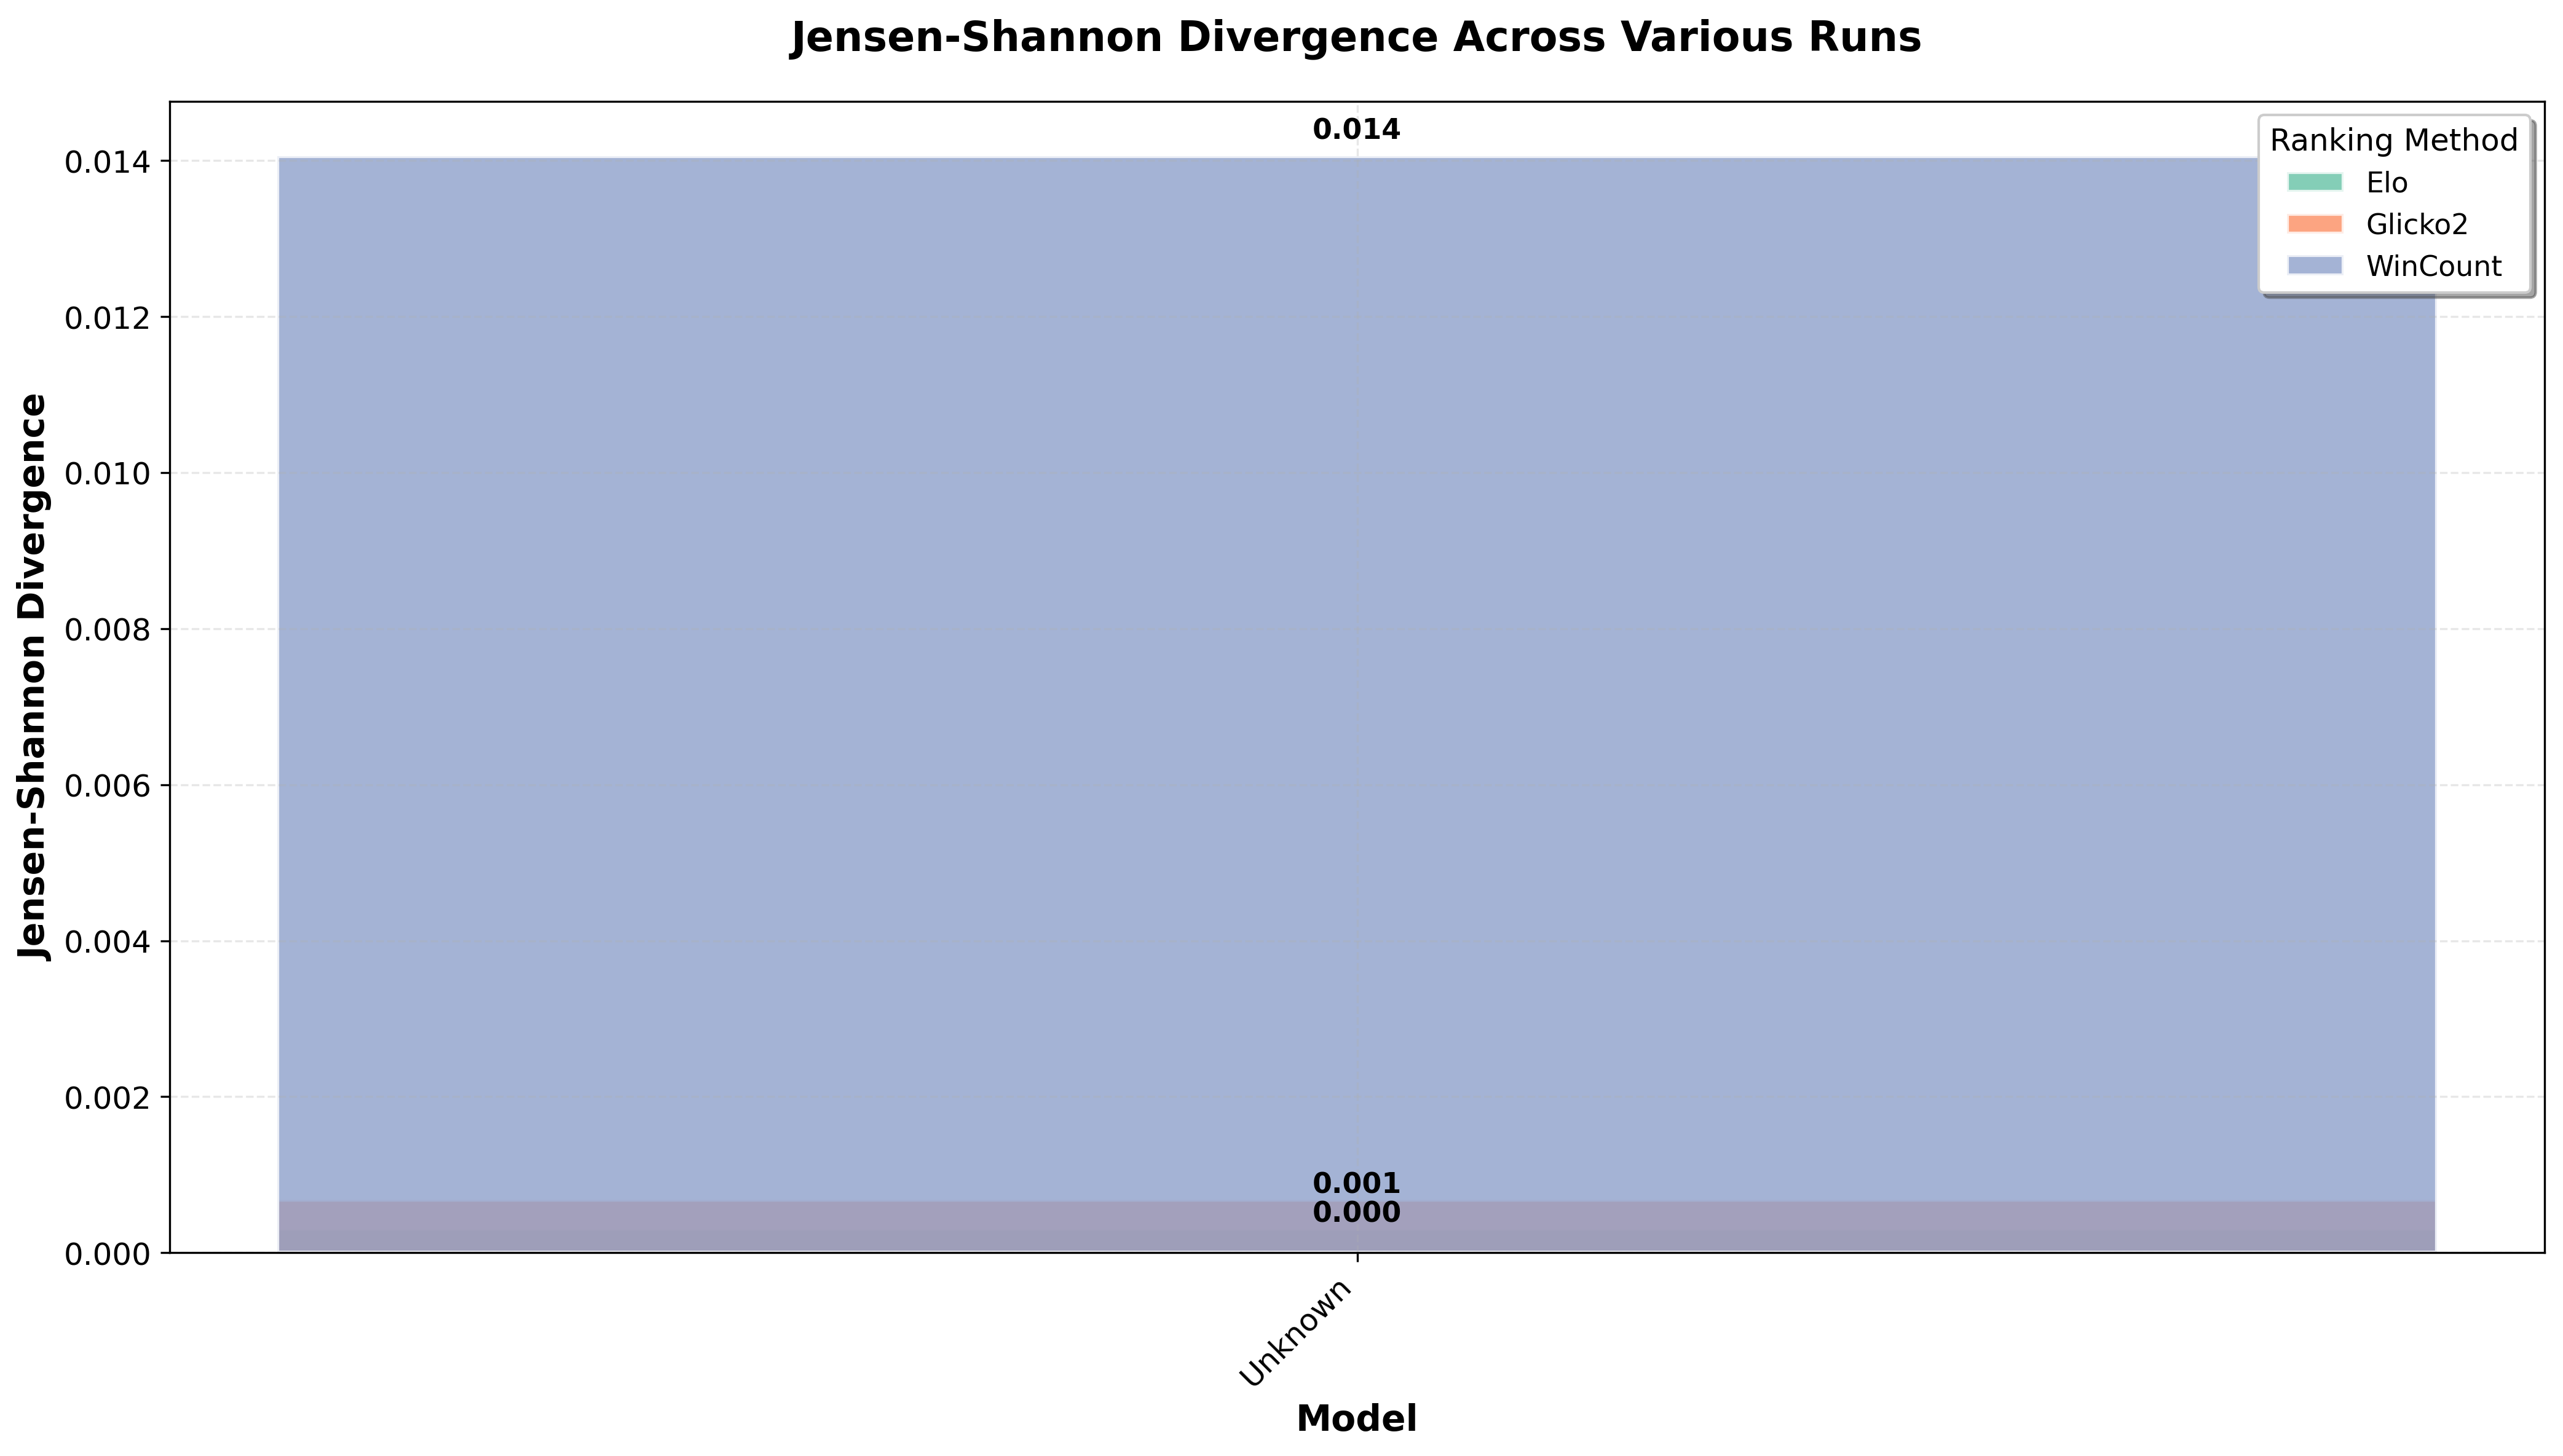 Jensen-Shannon Divergence Across Various Runs
0.014
Ranking Method
Elo
Glicko2
WinCount
Jensen-Shannon Divergence
0.014
0.012
0.010
0.008
0.006
0.004
0.002
0.000
0.001
0.000
Unknown
Model